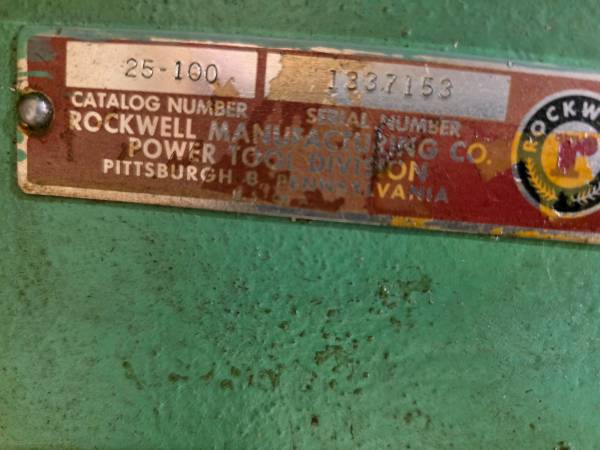 25-100 1337153
CATALOG NUMBER SERIAL NUMBER
ROCKWELL MANUFACTURING CO.
POWER TOOL DIVISION
PITTSBURGH 8, PENNSYLVANIA
ROCKW
r